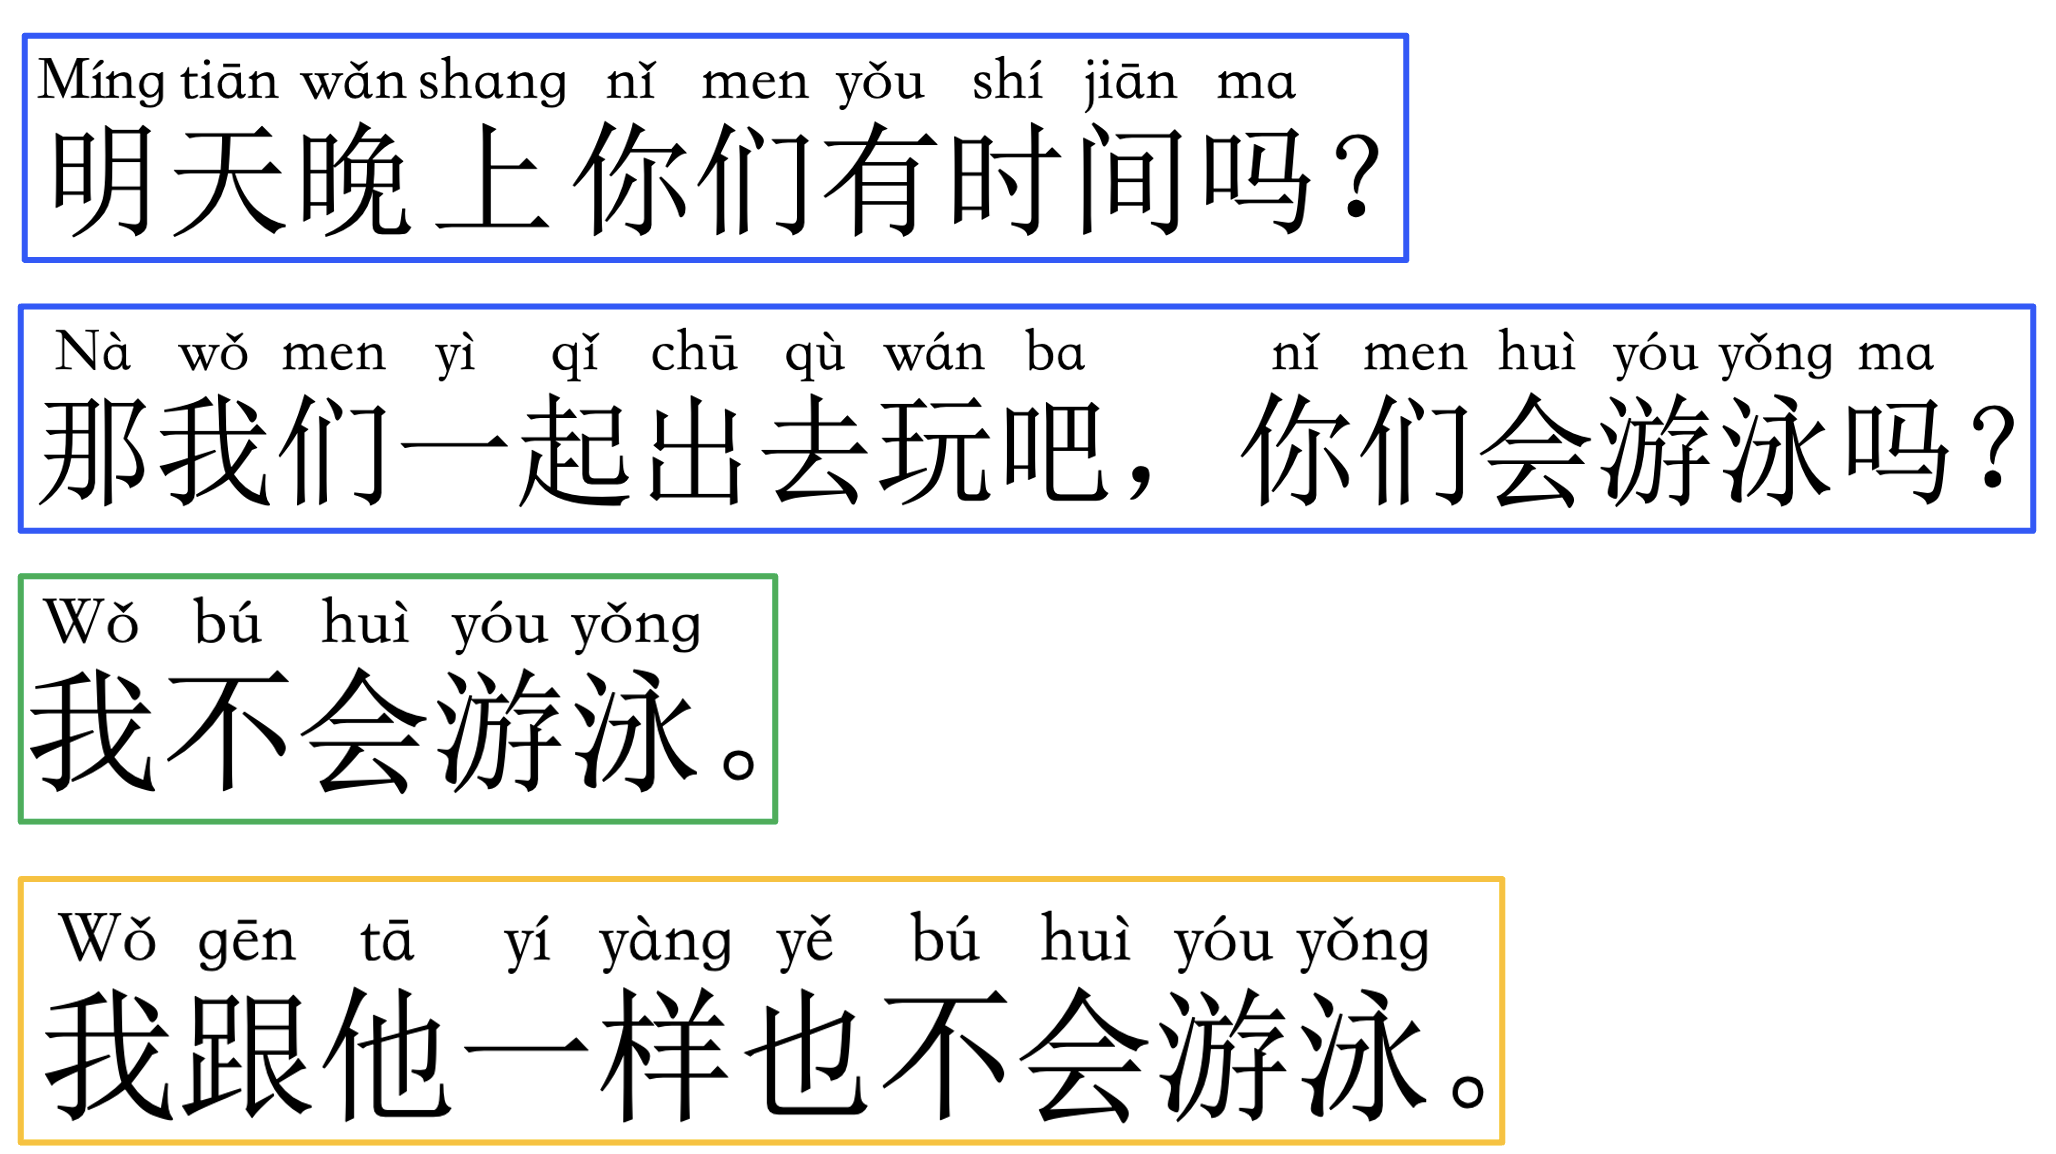 Míng tiān wǎn shang nǐ men yǒu shí jiān ma
明天晚上你们有时间吗？
Nà wǒ men yì qǐ chū qù wán ba nǐ men huì yóu yǒng ma
那我们一起出去玩吧，你们会游泳吗？
Wǒ bú huì yóu yǒng
我不会游泳。
Wǒ gēn tā yí yàng yě bú huì yóu yǒng
我跟他一样也不会游泳。